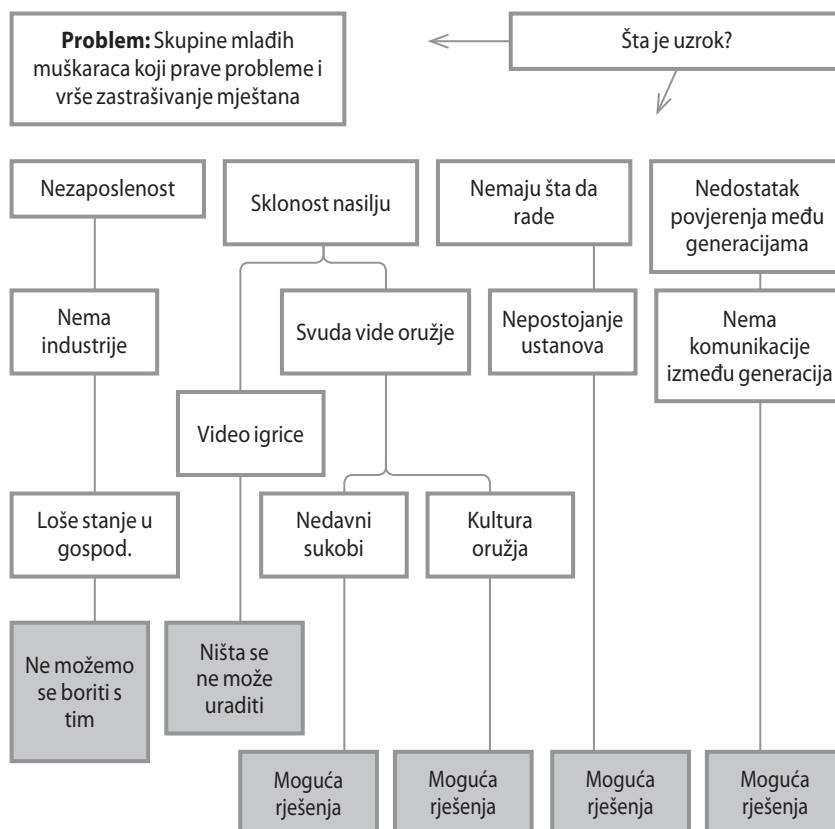 Problem: Skupine mlađih
muškaraca koji prave probleme i
vrše zastrašivanje mještana
Šta je uzrok?
Nezaposlenost
Sklonost nasilju
Nemaju šta da
rade
Nedostatak
povjerenja među
generacijama
Nema
industrije
Svuda vide oružje
Nepostojanje
ustanova
Nema
komunikacije
između generacija
Video igrice
Loše stanje u
gospod.
Nedavni
sukobi
Kultura
oružja
Ne možemo
se boriti s
tim
Ništa se
ne može
uraditi
Moguća
rješenja
Moguća
rješenja
Moguća
rješenja
Moguća
rješenja